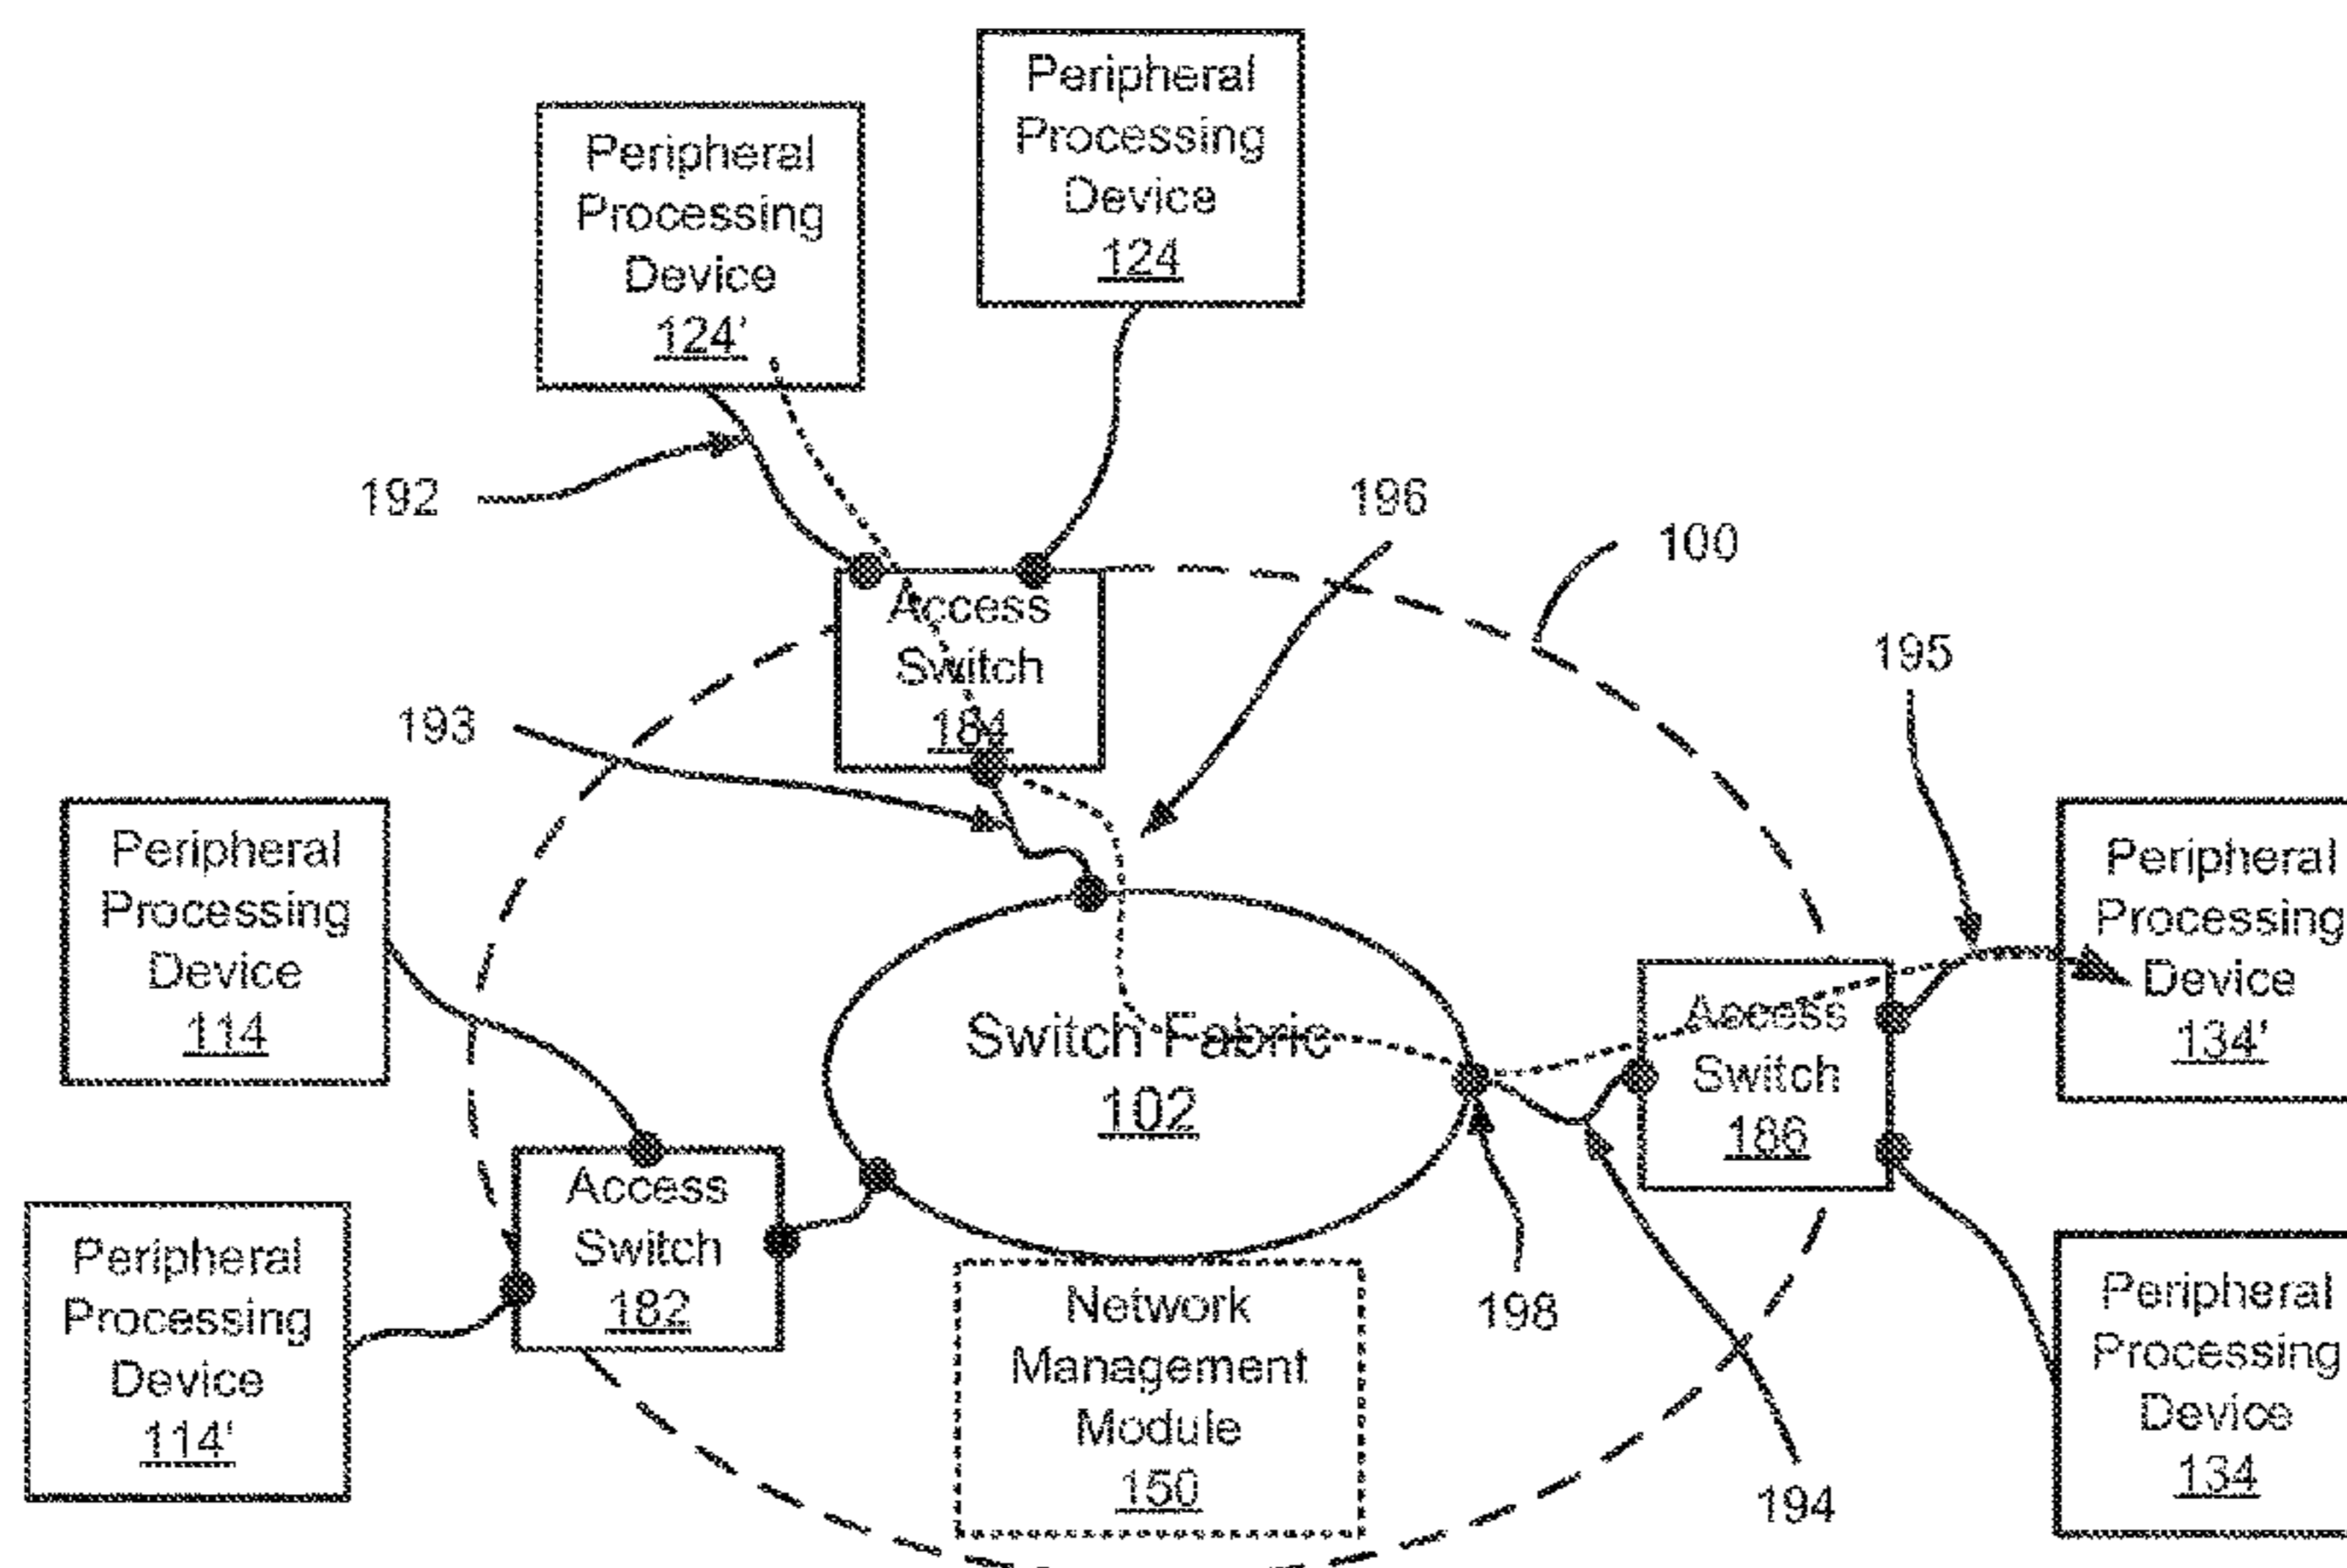 Peripheral
Processing
Device
124
Peripheral
Processing
Device
124'
192
196
100
195
Access
Switch
184
193
Peripheral
Processing
Device
114
Peripheral
Processing
Device
134'
Switch Fabric
102
Access
Switch
186
Access
Switch
182
Peripheral
Processing
Device
114'
Network
Management
Module
150
198
194
Peripheral
Processing
Device
134